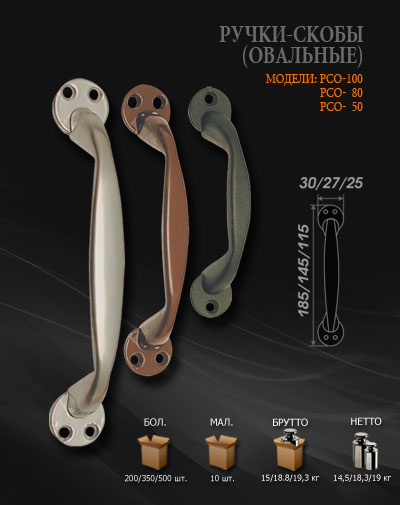 РУЧКИ-СКОБЫ
(ОВАЛЬНЫЕ)
МОДЕЛИ: РСО-100
РСО- 80
РСО- 50
30/27/25
185/145/115
БОЛ. МАЛ. БРУТТО НЕТТО
200/350/500 шт. 10 шт. 15/18.8/19,3 кг 14,5/18,3/19 кг